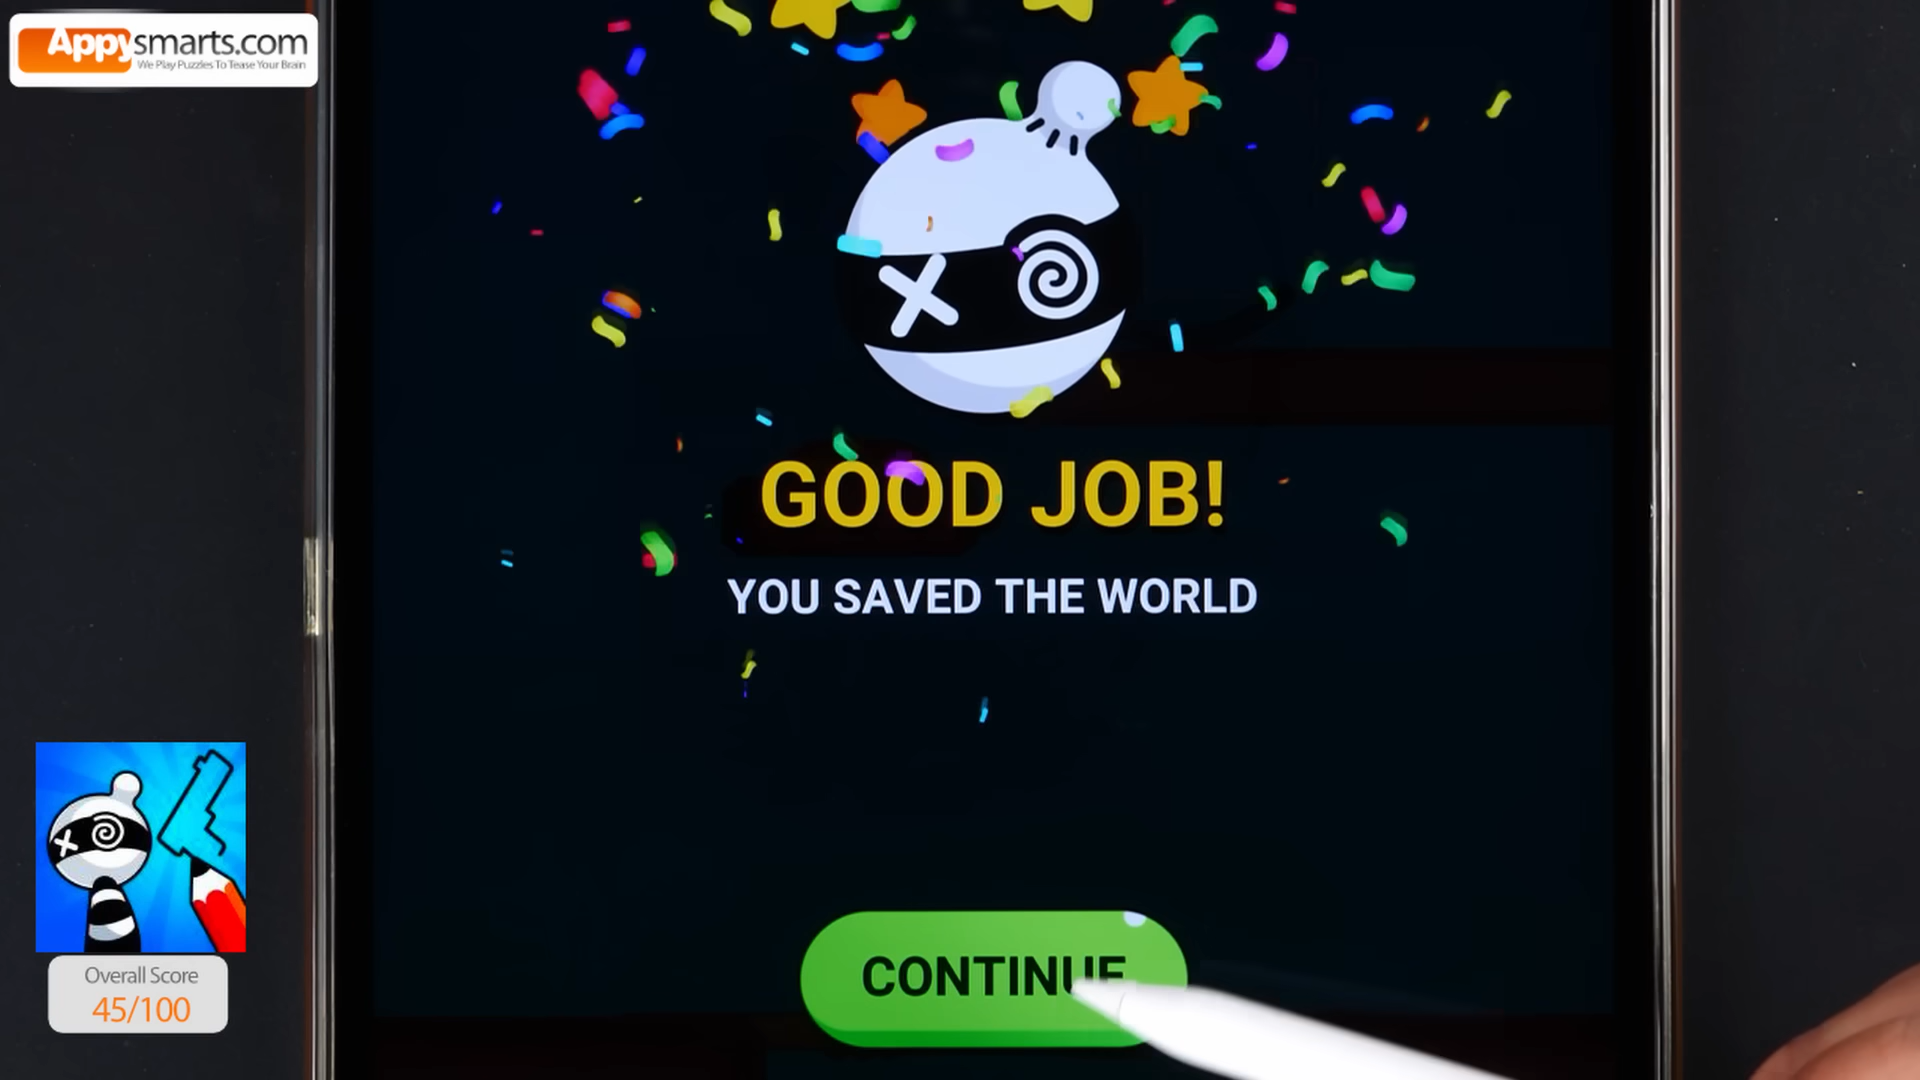 Appysmarts.com
We Play Puzzles To Tease Your Brain
GOOD JOB!
YOU SAVED THE WORLD
CONTINUE
Overall Score
45/100